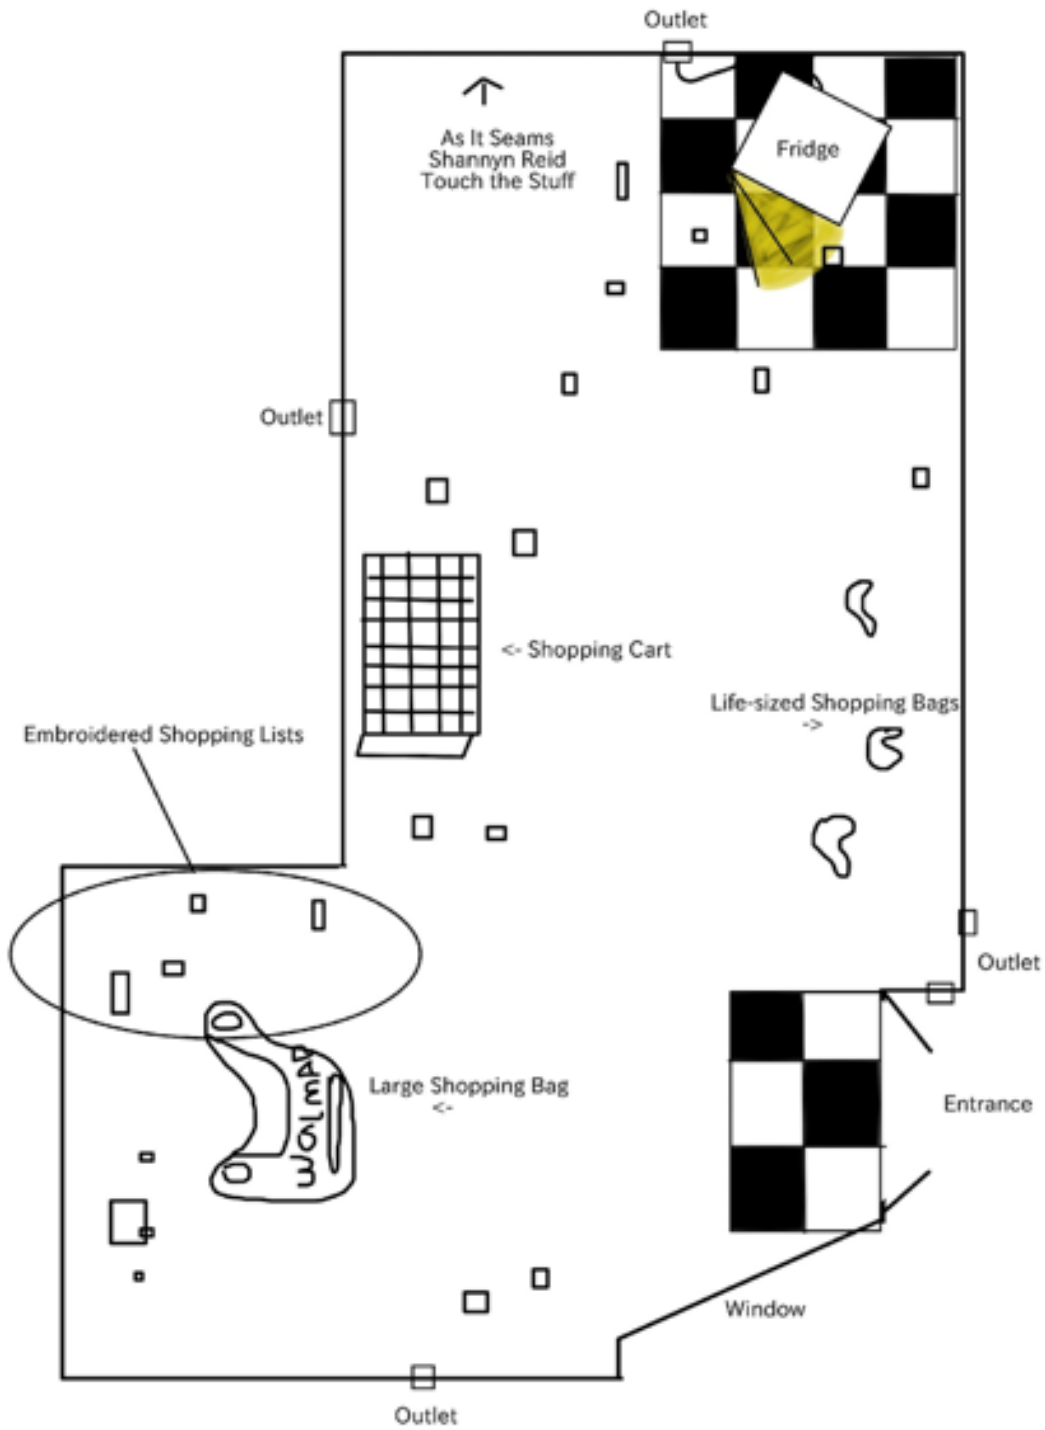 Outlet
As It Seams
Shannyn Reid
Touch the Stuff
Fridge
Outlet
<- Shopping Cart
Life-sized Shopping Bags
->
Embroidered Shopping Lists
Outlet
Large Shopping Bag
<-
walmap
Entrance
Window
Outlet